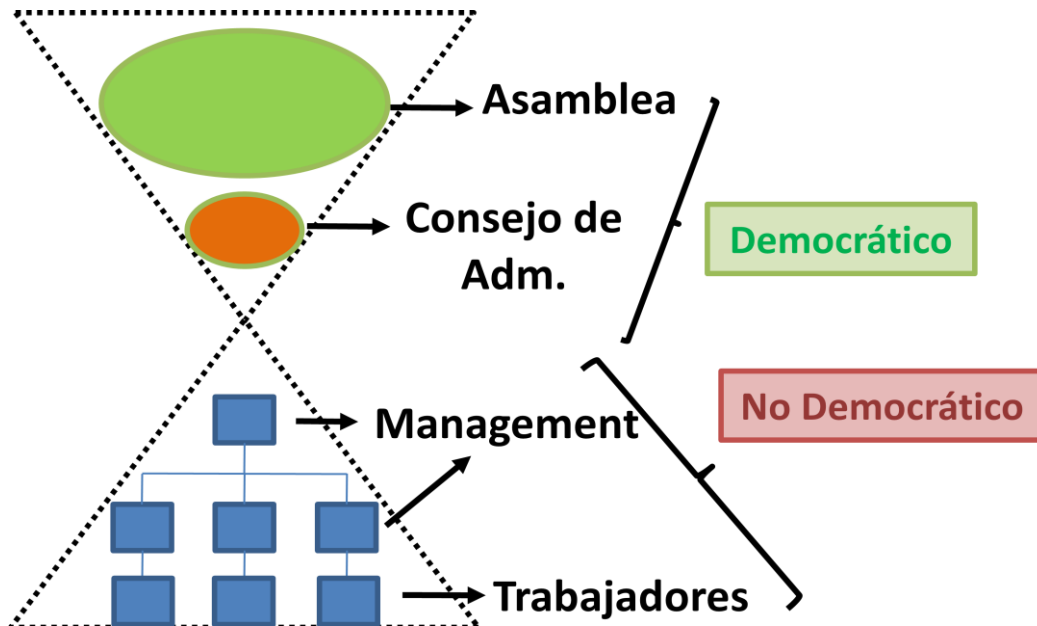 Asamblea
Consejo de
Adm.
Democrático
No Democrático
Management
Trabajadores